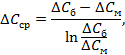 ΔC_ср = (ΔC_б − ΔC_м) / (ln (ΔC_б / ΔC_м)),